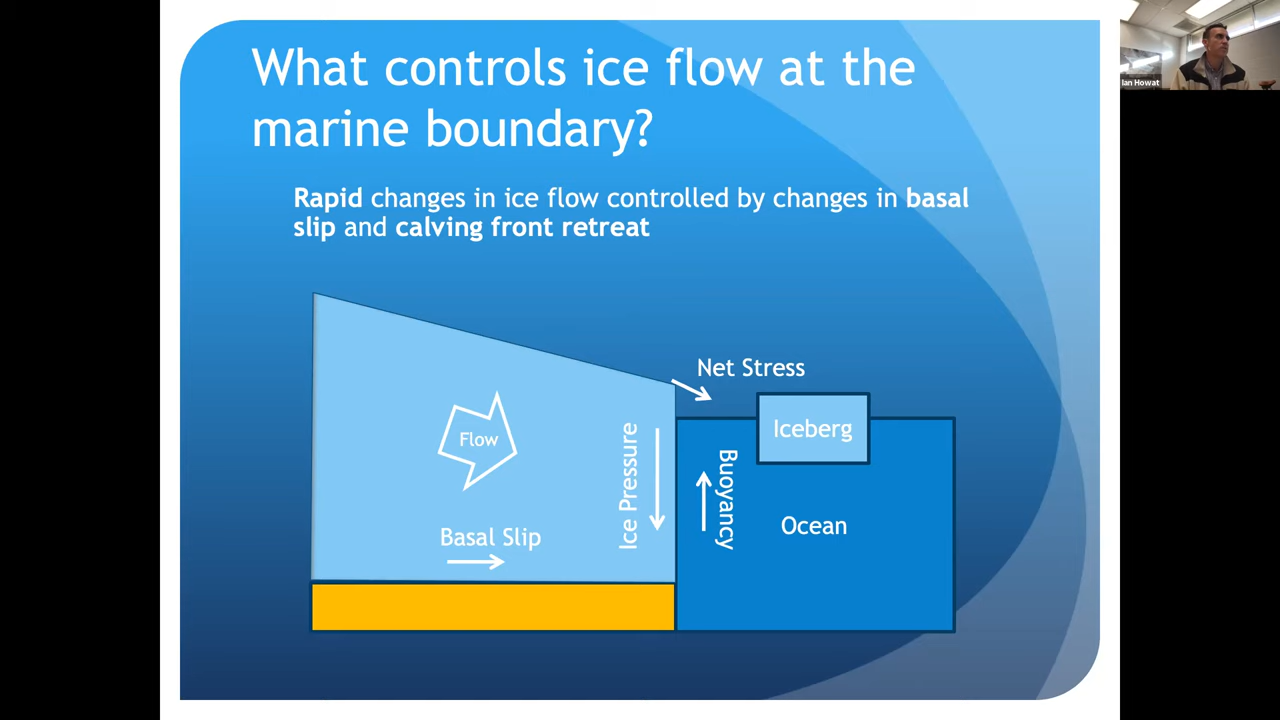 What controls ice flow at the
marine boundary?
Rapid changes in ice flow controlled by changes in basal
slip and calving front retreat
Net Stress
Iceberg
Flow
Ice Pressure
Buoyancy
Basal Slip
Ocean
Ian Howat